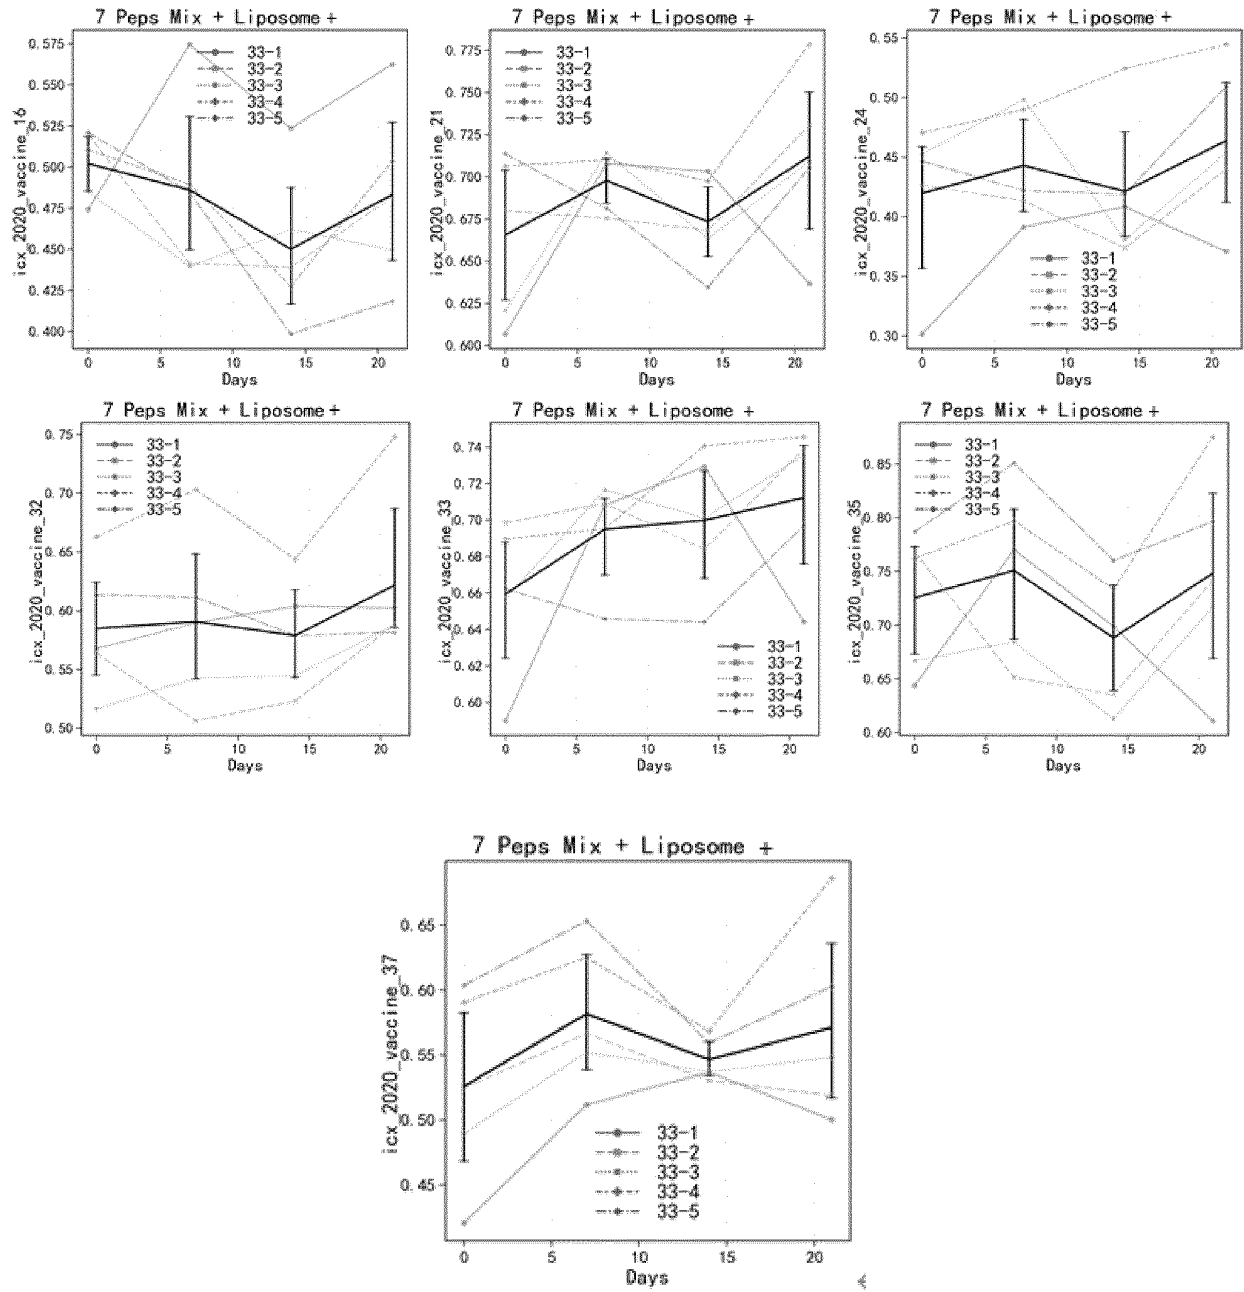 7 Peps Mix + Liposome +
icx_2020_vaccine_16
0.575
0.550
0.525
0.500
0.475
0.450
0.425
0.400
33-1
33-2
33-3
33-4
33-5
0 5 10 15 20
Days
7 Peps Mix + Liposome +
icx_2020_vaccine_21
0.775
0.750
0.725
0.700
0.675
0.650
0.625
0.600
33-1
33-2
33-3
33-4
33-5
0 5 10 15 20
Days
7 Peps Mix + Liposome +
icx_2020_vaccine_24
0.55
0.50
0.45
0.40
0.35
0.30
33-1
33-2
33-3
33-4
33-5
0 5 10 15 20
Days
7 Peps Mix + Liposome +
icx_2020_vaccine_32
0.75
0.70
0.65
0.60
0.55
0.50
33-1
33-2
33-3
33-4
33-5
0 5 10 15 20
Days
7 Peps Mix + Liposome +
icx_2020_vaccine_33
0.74
0.72
0.70
0.68
0.66
0.64
0.62
0.60
33-1
33-2
33-3
33-4
33-5
0 5 10 15 20
Days
7 Peps Mix + Liposome +
icx_2020_vaccine_35
0.85
0.80
0.75
0.70
0.65
0.60
33-1
33-2
33-3
33-4
33-5
0 5 10 15 20
Days
7 Peps Mix + Liposome +
icx_2020_vaccine_37
0.65
0.60
0.55
0.50
0.45
33-1
33-2
33-3
33-4
33-5
0 5 10 15 20
Days